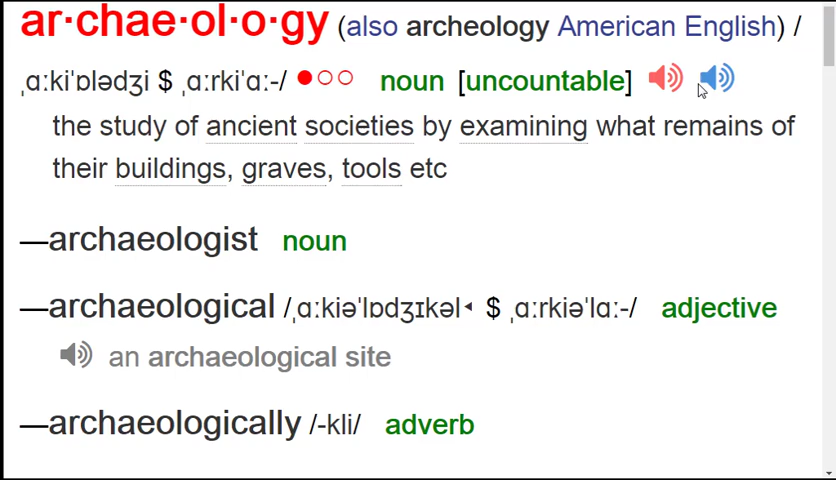 ar·chae·ol·o·gy (also archeology American English) /
ˌɑːkiˈɒlədʒi $ ˌɑːrkiˈɑː-/ ●○○ noun [uncountable]
the study of ancient societies by examining what remains of
their buildings, graves, tools etc
—archaeologist noun
—archaeological /ˌɑːkiəˈlɒdʒɪkəl◂ $ ˌɑːrkiəˈlɑː-/ adjective
an archaeological site
—archaeologically /-kli/ adverb